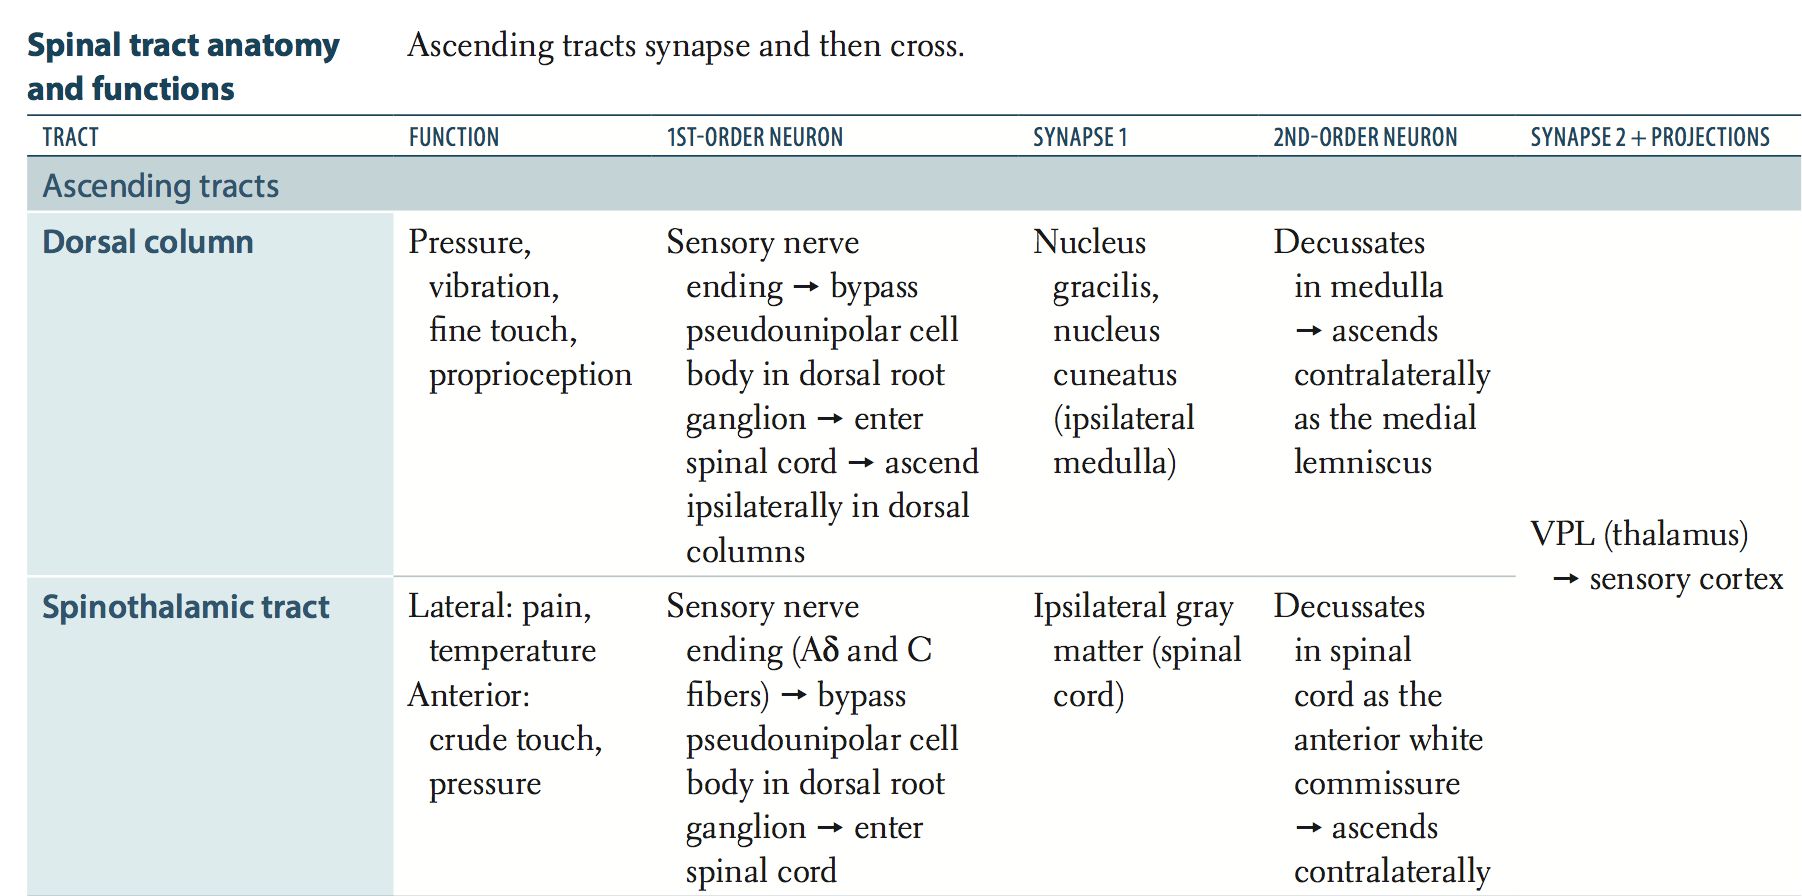 Spinal tract anatomy
and functions
Ascending tracts synapse and then cross.
TRACT FUNCTION 1ST-ORDER NEURON SYNAPSE 1 2ND-ORDER NEURON SYNAPSE 2 + PROJECTIONS
Ascending tracts
Dorsal column
Pressure,
vibration,
fine touch,
proprioception
Sensory nerve
ending → bypass
pseudounipolar cell
body in dorsal root
ganglion → enter
spinal cord → ascend
ipsilaterally in dorsal
columns
Nucleus
gracilis,
nucleus
cuneatus
(ipsilateral
medulla)
Decussates
in medulla
→ ascends
contralaterally
as the medial
lemniscus
VPL (thalamus)
→ sensory cortex
Spinothalamic tract
Lateral: pain,
temperature
Anterior:
crude touch,
pressure
Sensory nerve
ending (Aδ and C
fibers) → bypass
pseudounipolar cell
body in dorsal root
ganglion → enter
spinal cord
Ipsilateral gray
matter (spinal
cord)
Decussates
in spinal
cord as the
anterior white
commissure
→ ascends
contralaterally